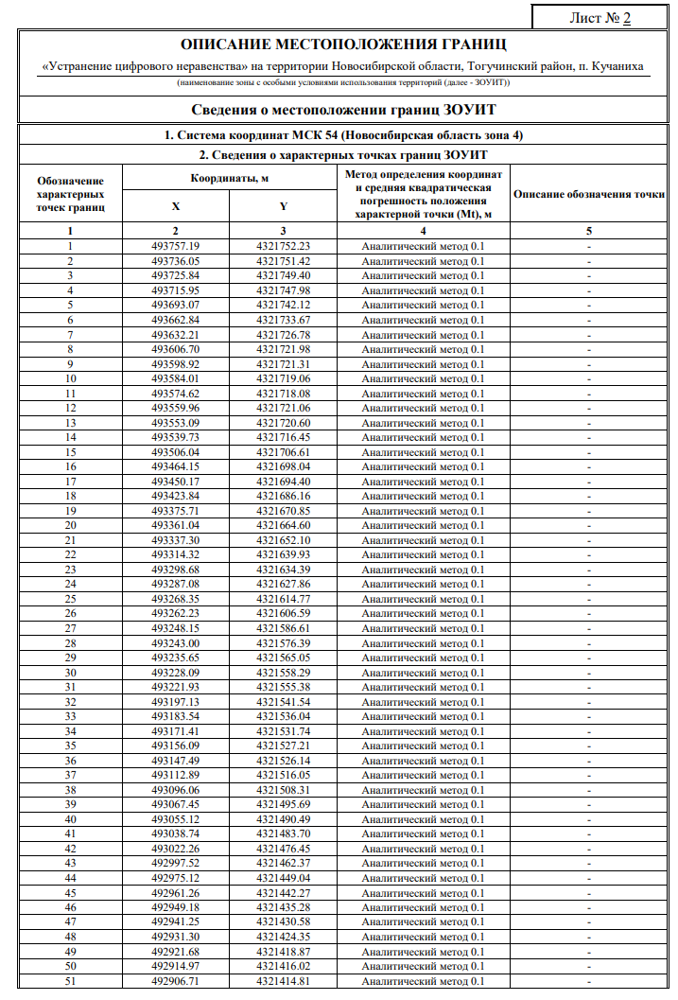 Лист № 2
ОПИСАНИЕ МЕСТОПОЛОЖЕНИЯ ГРАНИЦ
«Устранение цифрового неравенства» на территории Новосибирской области, Тогучинский район, п. Кучаниха
(наименование зоны с особыми условиями использования территорий (далее - ЗОУИТ))
Сведения о местоположении границ ЗОУИТ
1. Система координат МСК 54 (Новосибирская область зона 4)
2. Сведения о характерных точках границ ЗОУИТ
Обозначение характерных точек границ Координаты, м Метод определения координат и средняя квадратическая погрешность положения характерной точки (Mt), м Описание обозначения точки
X Y
1 2 3 4 5
1 493757.19 4321752.23 Аналитический метод 0.1 -
2 493736.05 4321751.42 Аналитический метод 0.1 -
3 493725.84 4321749.40 Аналитический метод 0.1 -
4 493715.95 4321747.98 Аналитический метод 0.1 -
5 493693.07 4321742.12 Аналитический метод 0.1 -
6 493662.84 4321733.67 Аналитический метод 0.1 -
7 493632.21 4321726.78 Аналитический метод 0.1 -
8 493606.70 4321721.98 Аналитический метод 0.1 -
9 493598.92 4321721.31 Аналитический метод 0.1 -
10 493584.01 4321719.06 Аналитический метод 0.1 -
11 493574.62 4321718.08 Аналитический метод 0.1 -
12 493559.96 4321721.06 Аналитический метод 0.1 -
13 493553.09 4321720.60 Аналитический метод 0.1 -
14 493539.73 4321716.45 Аналитический метод 0.1 -
15 493506.04 4321706.61 Аналитический метод 0.1 -
16 493464.15 4321698.04 Аналитический метод 0.1 -
17 493450.17 4321694.40 Аналитический метод 0.1 -
18 493423.84 4321686.16 Аналитический метод 0.1 -
19 493375.71 4321670.85 Аналитический метод 0.1 -
20 493361.04 4321664.60 Аналитический метод 0.1 -
21 493337.30 4321652.10 Аналитический метод 0.1 -
22 493314.32 4321639.93 Аналитический метод 0.1 -
23 493298.68 4321634.39 Аналитический метод 0.1 -
24 493287.08 4321627.86 Аналитический метод 0.1 -
25 493268.35 4321614.77 Аналитический метод 0.1 -
26 493262.23 4321606.59 Аналитический метод 0.1 -
27 493248.15 4321586.61 Аналитический метод 0.1 -
28 493243.00 4321576.39 Аналитический метод 0.1 -
29 493235.65 4321565.05 Аналитический метод 0.1 -
30 493228.09 4321558.29 Аналитический метод 0.1 -
31 493221.93 4321555.38 Аналитический метод 0.1 -
32 493197.13 4321541.54 Аналитический метод 0.1 -
33 493183.54 4321536.04 Аналитический метод 0.1 -
34 493171.41 4321531.74 Аналитический метод 0.1 -
35 493156.09 4321527.21 Аналитический метод 0.1 -
36 493147.49 4321526.14 Аналитический метод 0.1 -
37 493112.89 4321516.05 Аналитический метод 0.1 -
38 493096.06 4321508.31 Аналитический метод 0.1 -
39 493067.45 4321495.69 Аналитический метод 0.1 -
40 493055.12 4321490.49 Аналитический метод 0.1 -
41 493038.74 4321483.70 Аналитический метод 0.1 -
42 493022.26 4321476.45 Аналитический метод 0.1 -
43 492997.52 4321462.37 Аналитический метод 0.1 -
44 492975.12 4321449.04 Аналитический метод 0.1 -
45 492961.26 4321442.27 Аналитический метод 0.1 -
46 492949.18 4321435.28 Аналитический метод 0.1 -
47 492941.25 4321430.58 Аналитический метод 0.1 -
48 492931.30 4321424.35 Аналитический метод 0.1 -
49 492921.68 4321418.87 Аналитический метод 0.1 -
50 492914.97 4321416.02 Аналитический метод 0.1 -
51 492906.71 4321414.81 Аналитический метод 0.1 -